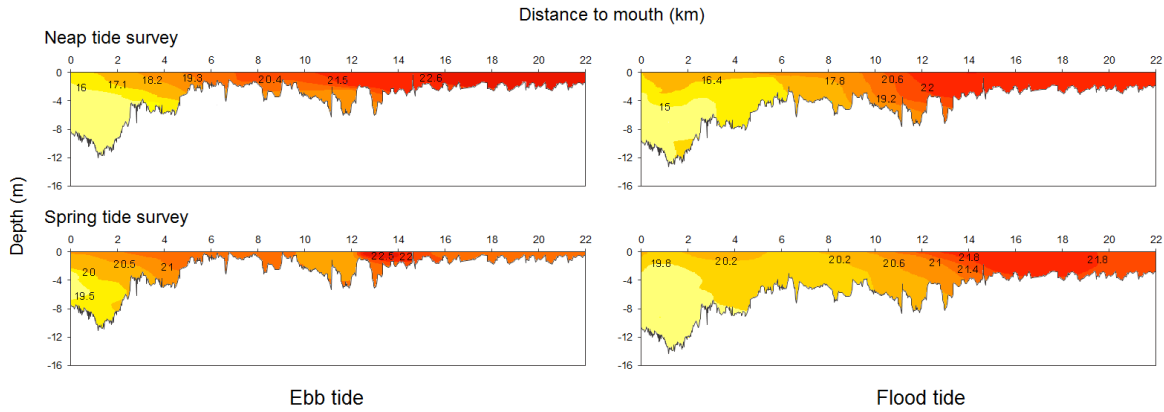 Distance to mouth (km)
Neap tide survey
0 2 4 6 8 10 12 14 16 18 20 22
0 2 4 6 8 10 12 14 16 18 20 22
0
-4
-8
-12
-16
16 17.1 18.2 19.3 20.4 21.5 22.6
0
-4
-8
-12
-16
15 16.4 17.8 19.2 20.6 22
Depth (m)
Spring tide survey
0 2 4 6 8 10 12 14 16 18 20 22
0 2 4 6 8 10 12 14 16 18 20 22
0
-4
-8
-12
-16
19.5 20 20.5 21 22.5 22
0
-4
-8
-12
-16
19.8 20.2 20.2 20.6 21 21.4 21.8 21.8
Ebb tide
Flood tide